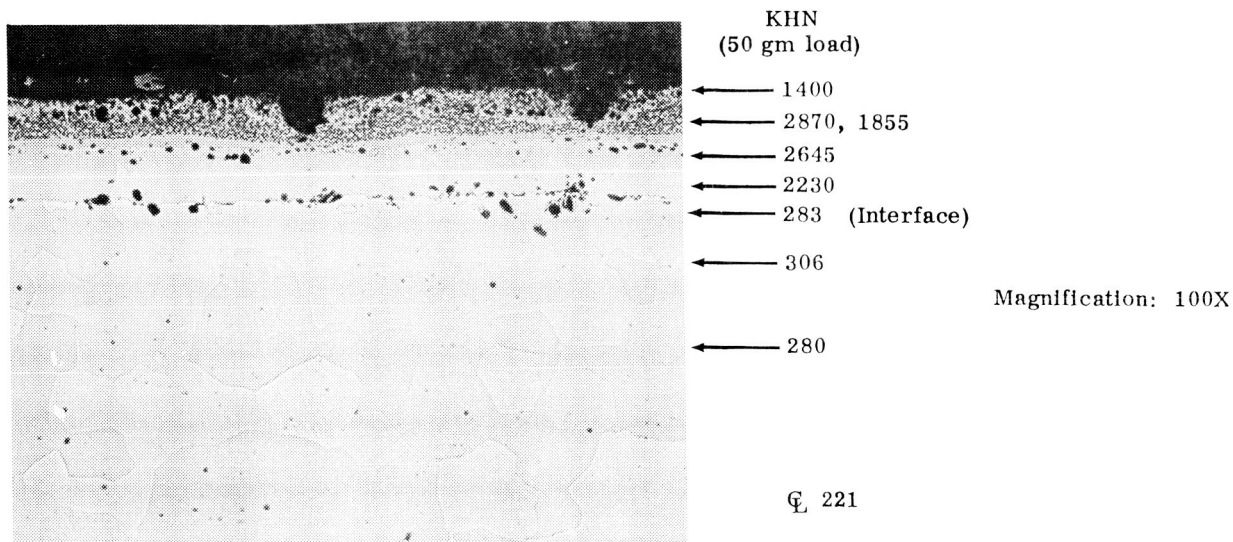 KHN
(50 gm load)
1400
2870, 1855
2645
2230
283 (Interface)
306
Magnification: 100X
280
℄ 221